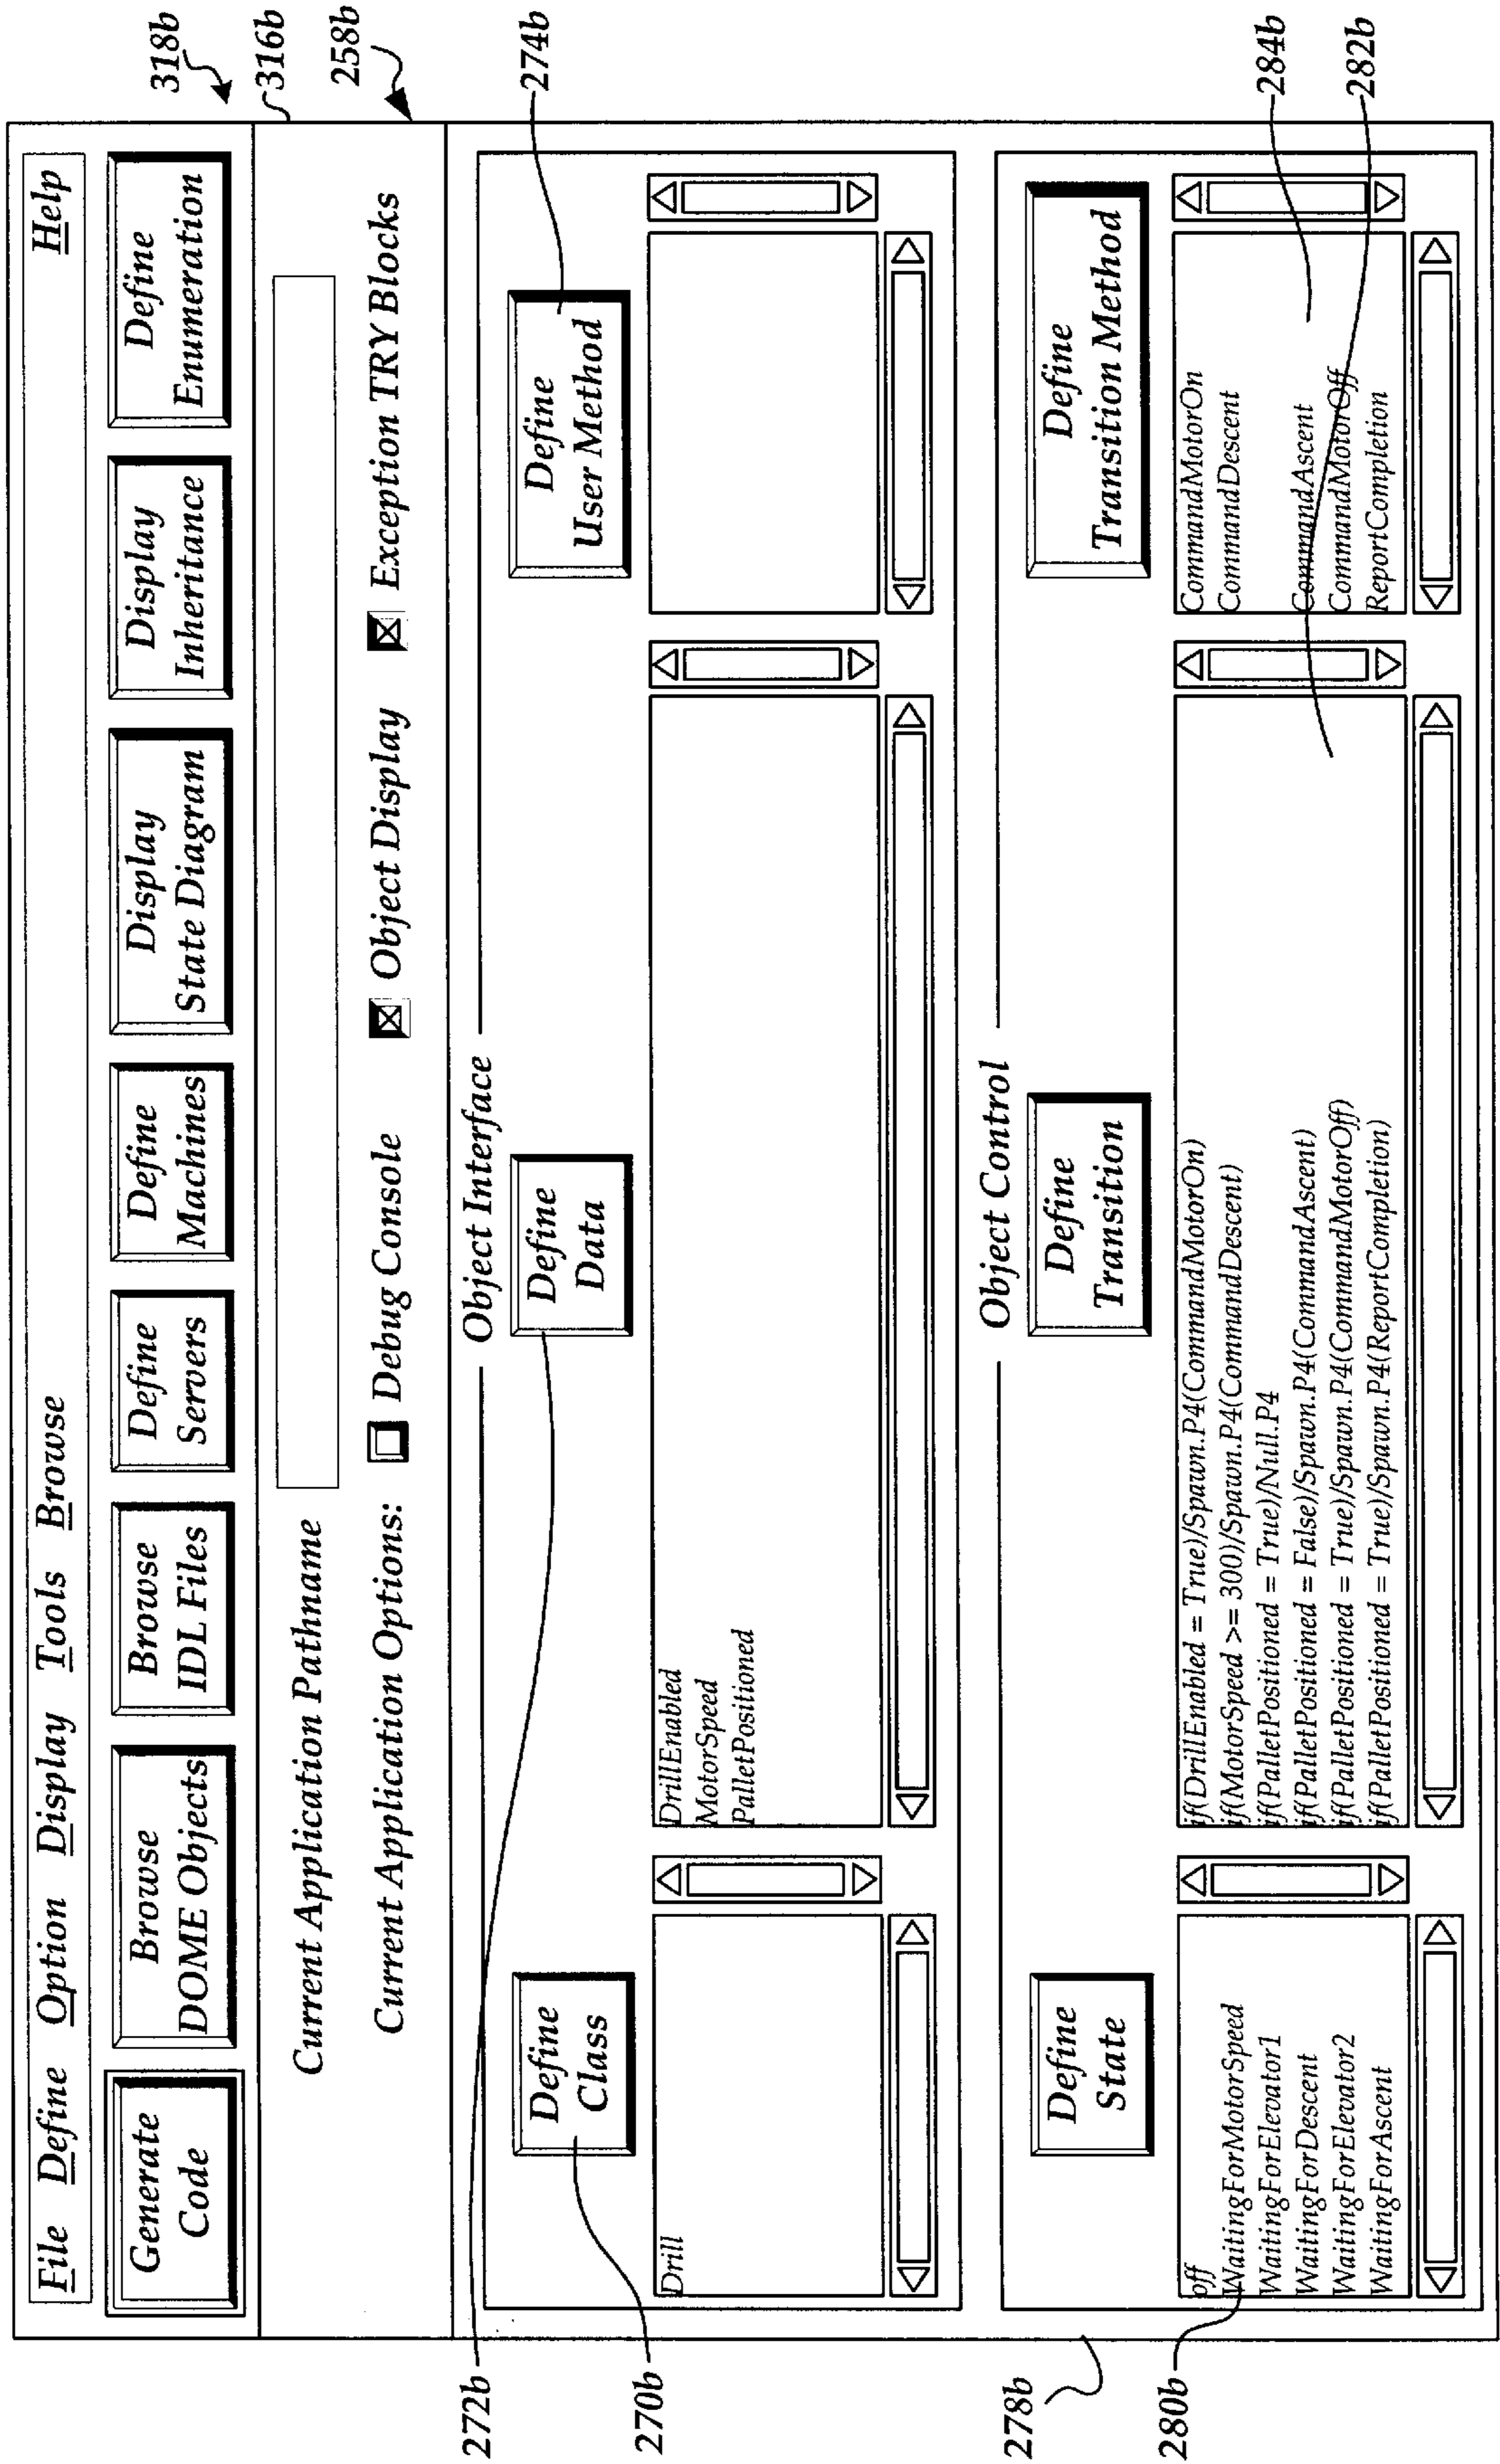 File Define Option Display Tools Browse Help
Generate
Code
Browse
DOME Objects
Browse
IDL Files
Define
Servers
Define
Machines
Display
State Diagram
Display
Inheritance
Define
Enumeration
318b
316b
Current Application Pathname
258b
Current Application Options: Debug Console Object Display Exception TRY Blocks
272b
Object Interface
274b
270b
Define
Class
Define
Data
Define
User Method
Drill
DrillEnabled
MotorSpeed
PalletPositioned
278b
Object Control
Define
State
Define
Transition
Define
Transition Method
280b
off
WaitingForMotorSpeed
WaitingForElevator1
WaitingForDescent
WaitingForElevator2
WaitingForAscent
if(DrillEnabled = True)/Spawn.P4(CommandMotorOn)
if(MotorSpeed >= 300)/Spawn.P4(CommandDescent)
if(PalletPositioned = True)/Null.P4
if(PalletPositioned = False)/Spawn.P4(CommandAscent)
if(PalletPositioned = True)/Spawn.P4(CommandMotorOff)
if(PalletPositioned = True)/Spawn.P4(ReportCompletion)
CommandMotorOn
CommandDescent
CommandAscent
CommandMotorOff
ReportCompletion
284b
282b